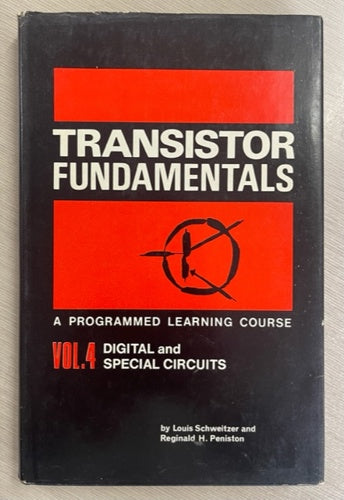 TRANSISTOR
FUNDAMENTALS
A PROGRAMMED LEARNING COURSE
VOL.4 DIGITAL and
SPECIAL CIRCUITS
by Louis Schweitzer and
Reginald H. Peniston